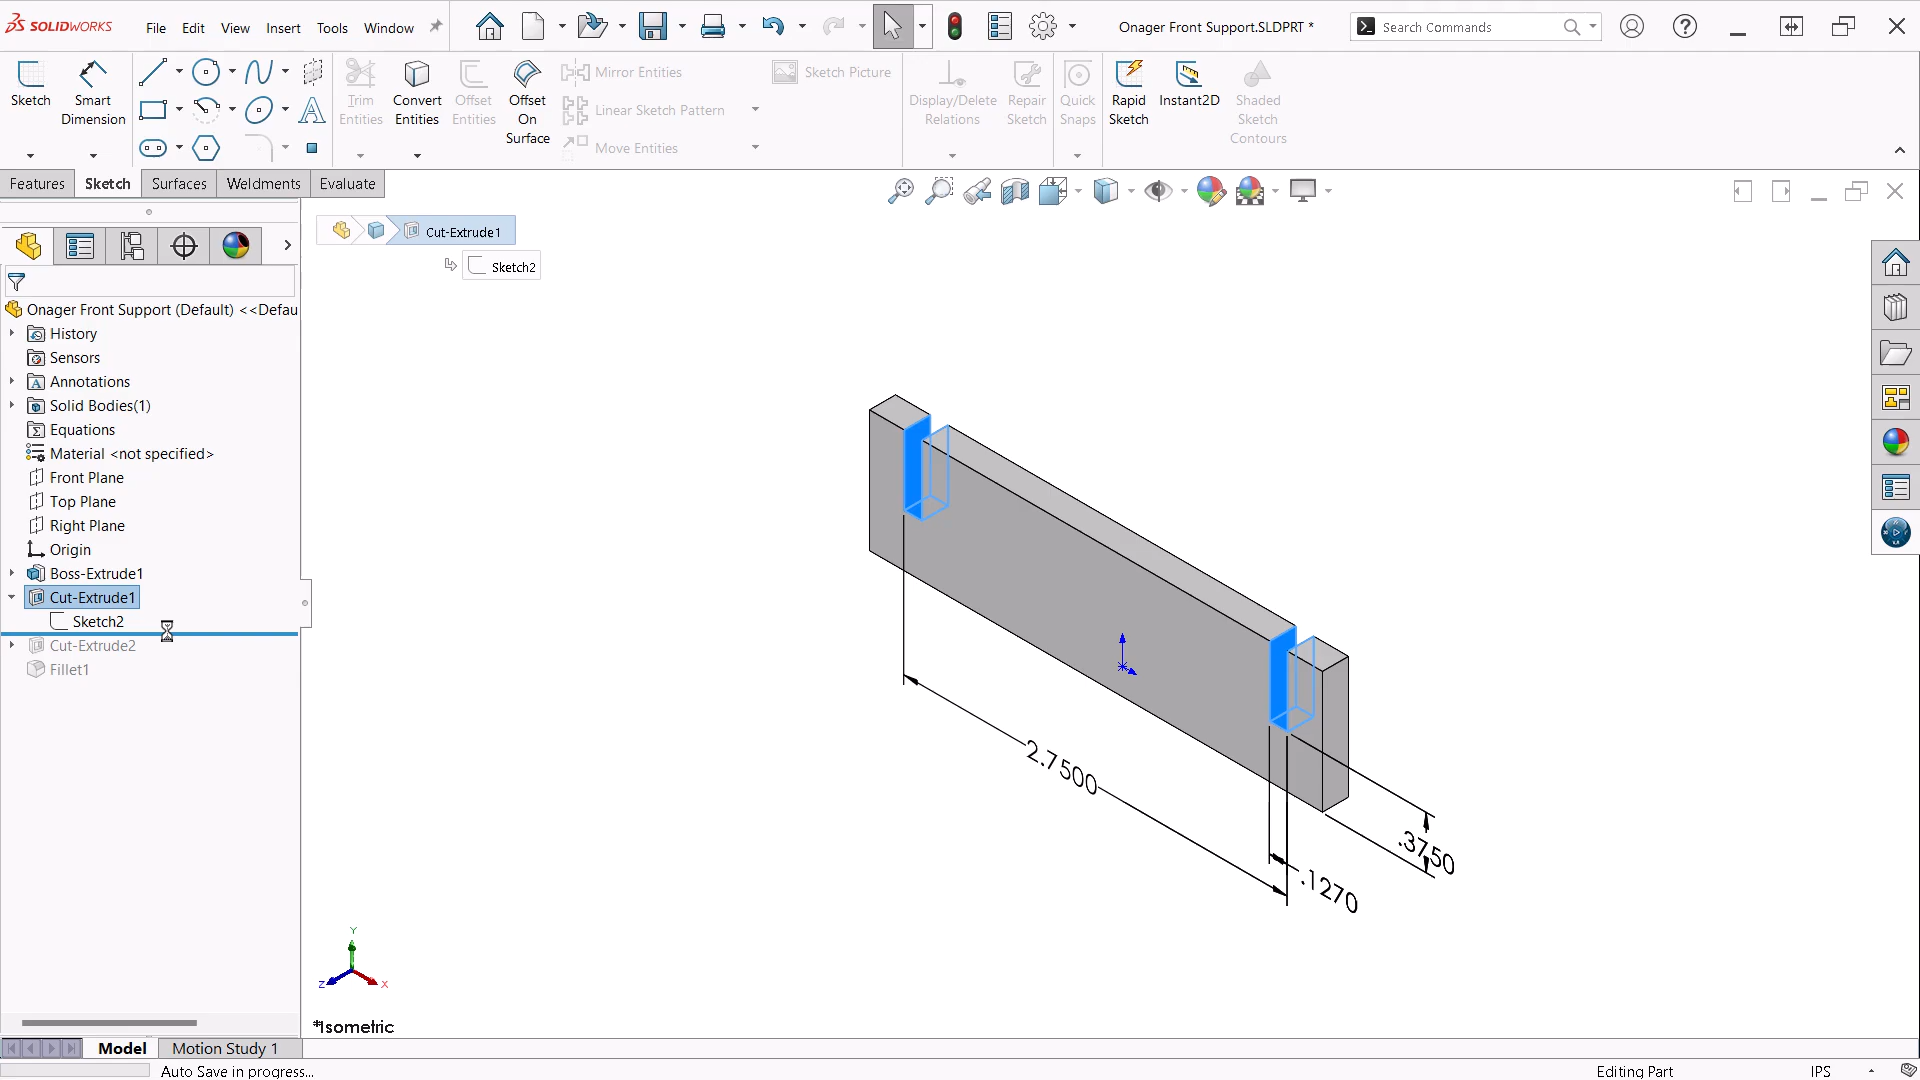 SOLIDWORKS
File Edit View Insert Tools Window
Onager Front Support.SLDPRT *
Search Commands
Sketch
Smart Dimension
Trim Entities
Convert Entities
Offset Entities
Offset On Surface
Mirror Entities
Linear Sketch Pattern
Move Entities
Sketch Picture
Display/Delete Relations
Repair Sketch
Quick Snaps
Rapid Sketch
Instant2D
Shaded Sketch Contours
Features Sketch Surfaces Weldments Evaluate
Cut-Extrude1
Sketch2
Onager Front Support (Default) <<Defau
History
Sensors
Annotations
Solid Bodies(1)
Equations
Material <not specified>
Front Plane
Top Plane
Right Plane
Origin
Boss-Extrude1
Cut-Extrude1
Sketch2
Cut-Extrude2
Fillet1
2.7500
.3750
.1270
Y
Z X
*Isometric
Model Motion Study 1
Auto Save in progress... Editing Part IPS